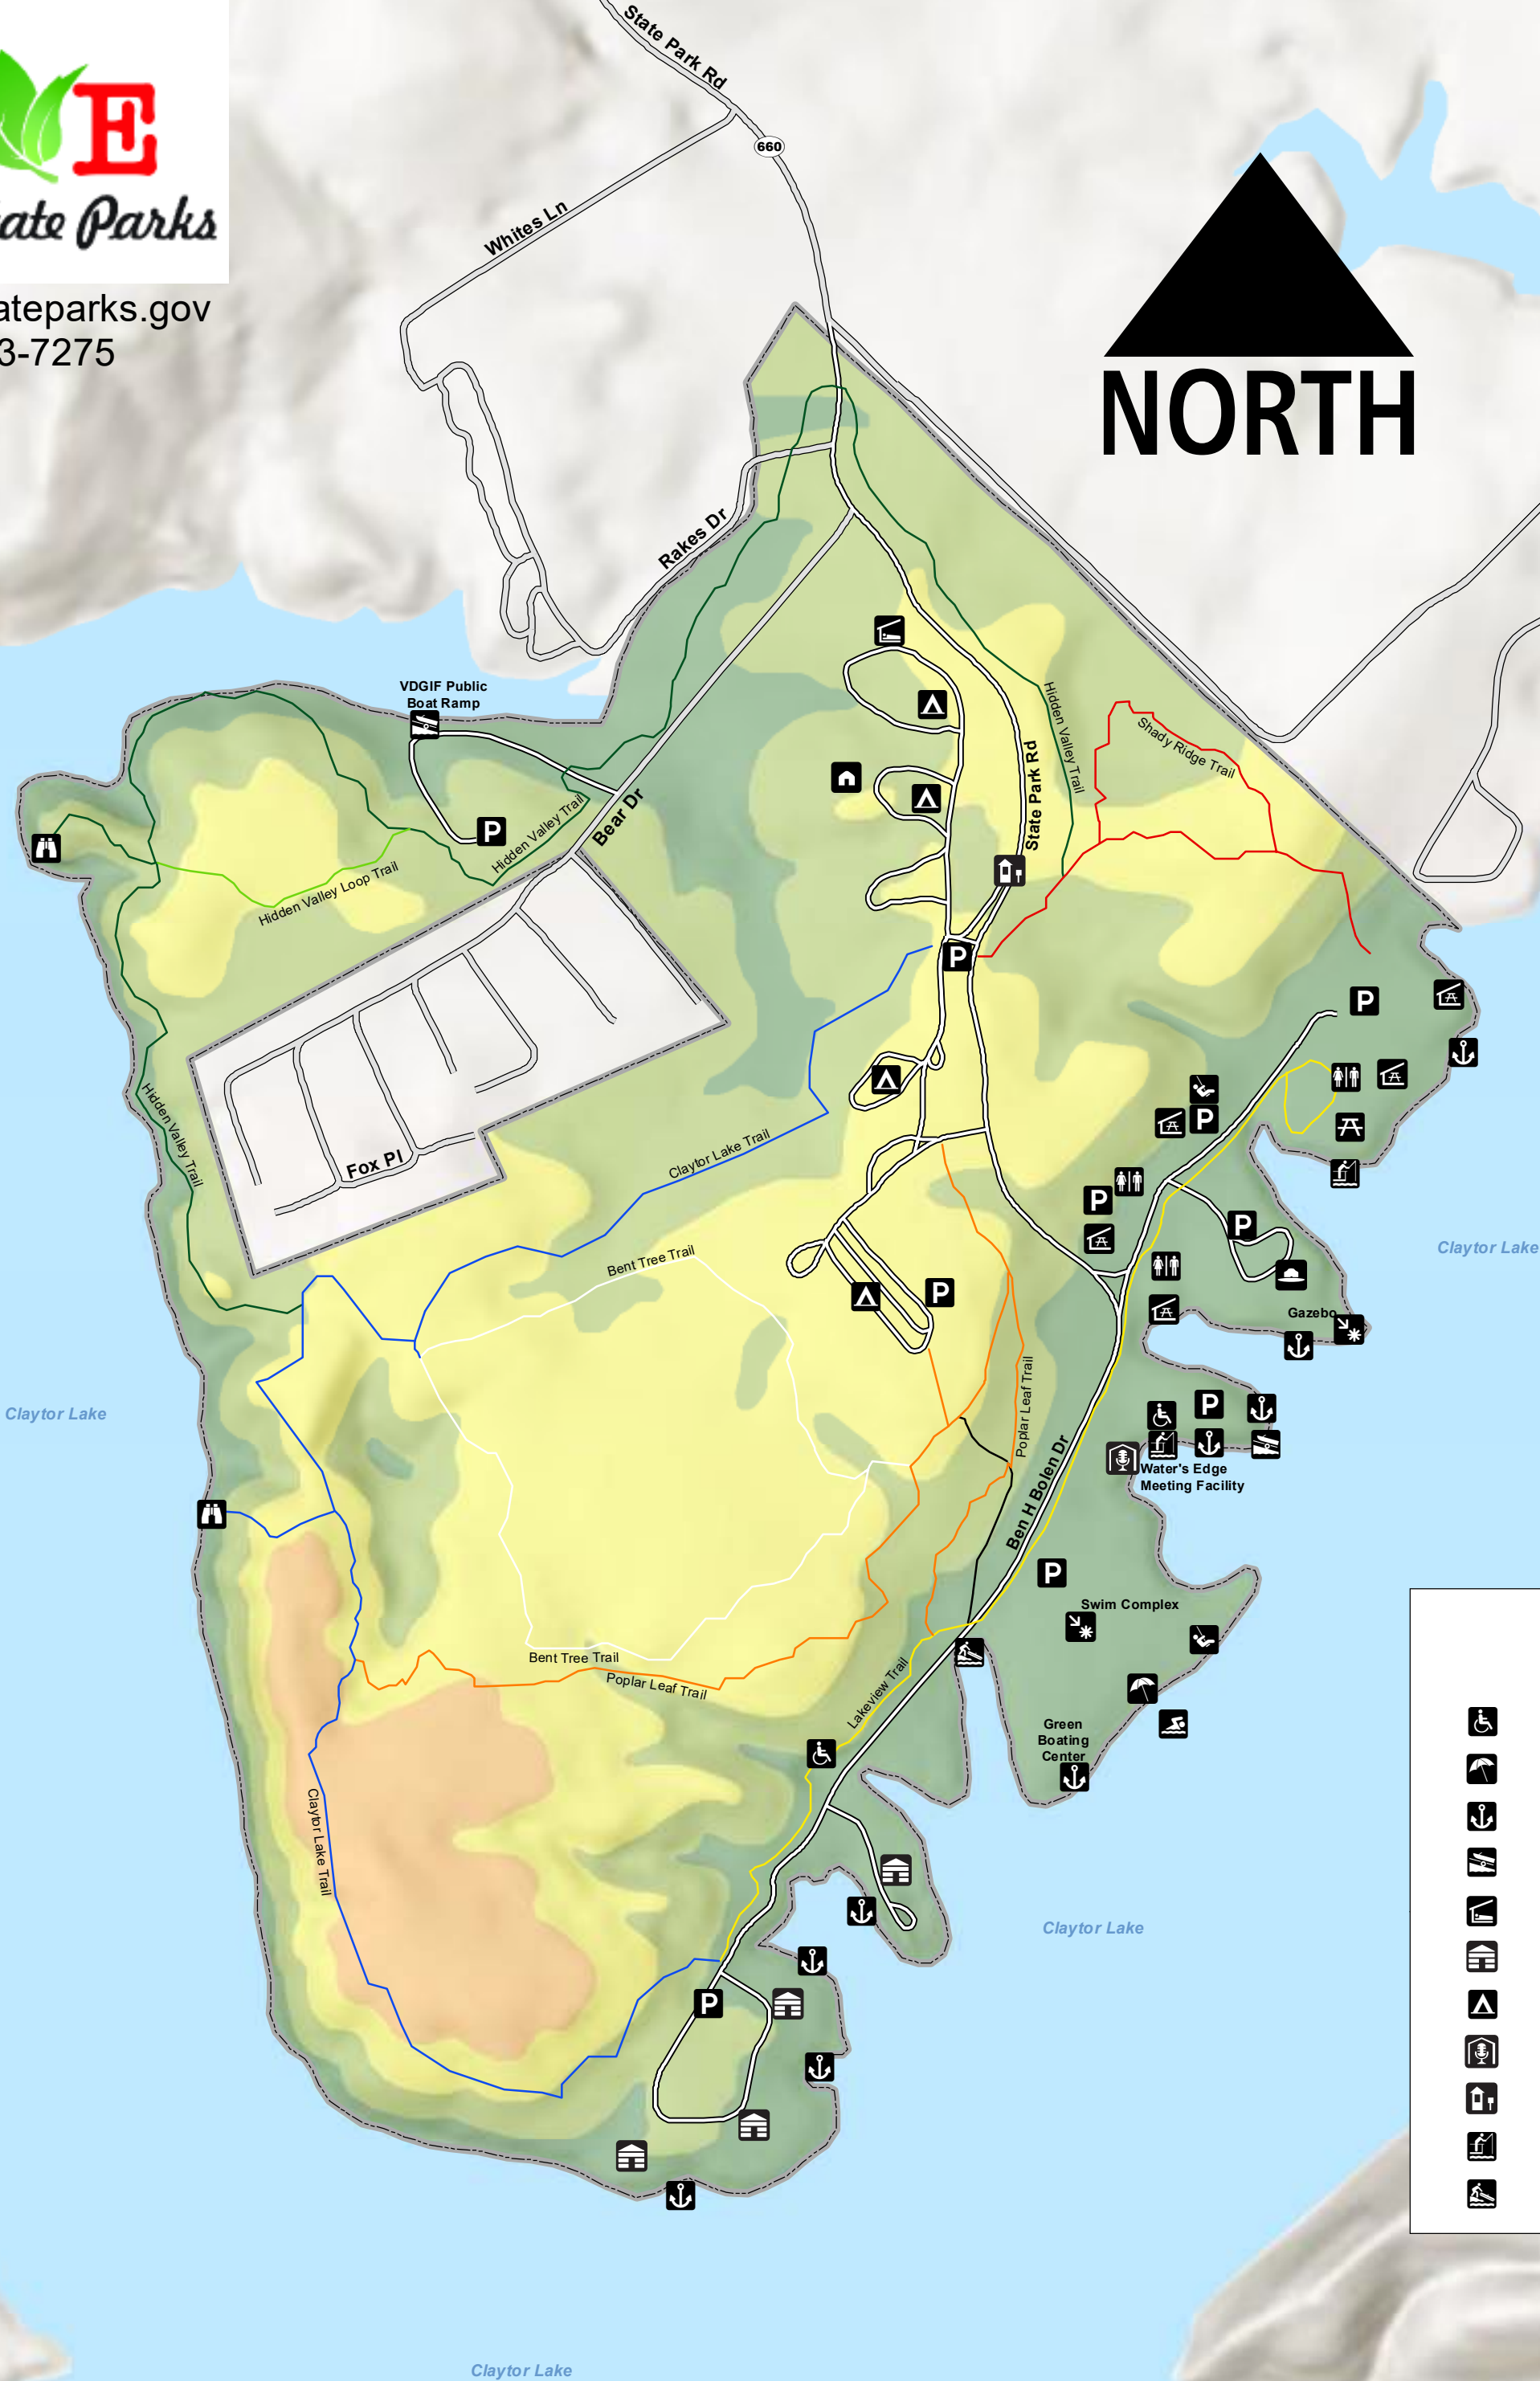 E
ate Parks
ateparks.gov
3-7275
State Park Rd
660
Whites Ln
NORTH
Rakes Dr
VDGIF Public
Boat Ramp
Hidden Valley Trail
Shady Ridge Trail
State Park Rd
P
Hidden Valley Trail
Bear Dr
Hidden Valley Loop Trail
P
P
Hidden Valley Trail
P
Claytor Lake Trail
Fox Pl
P
P
Claytor Lake
Bent Tree Trail
P
Gazebo
Poplar Leaf Trail
Claytor Lake
P
Water's Edge
Meeting Facility
Ben H Bolen Dr
P
Swim Complex
Bent Tree Trail
Poplar Leaf Trail
Lakeview Trail
Green
Boating
Center
Claytor Lake Trail
Claytor Lake
P
Claytor Lake